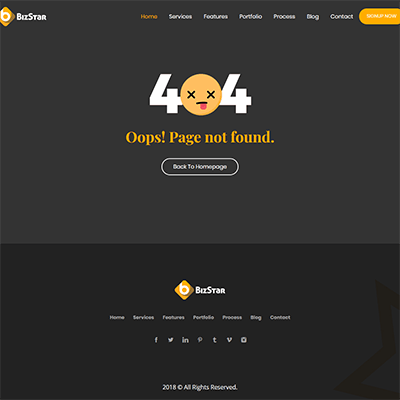 BizStar Home Services Features Portfolio Process Blog Contact SIGNUP NOW
404
Oops! Page not found.
Back To Homepage
BizStar
Home Services Features Portfolio Process Blog Contact
2018 © All Rights Reserved.